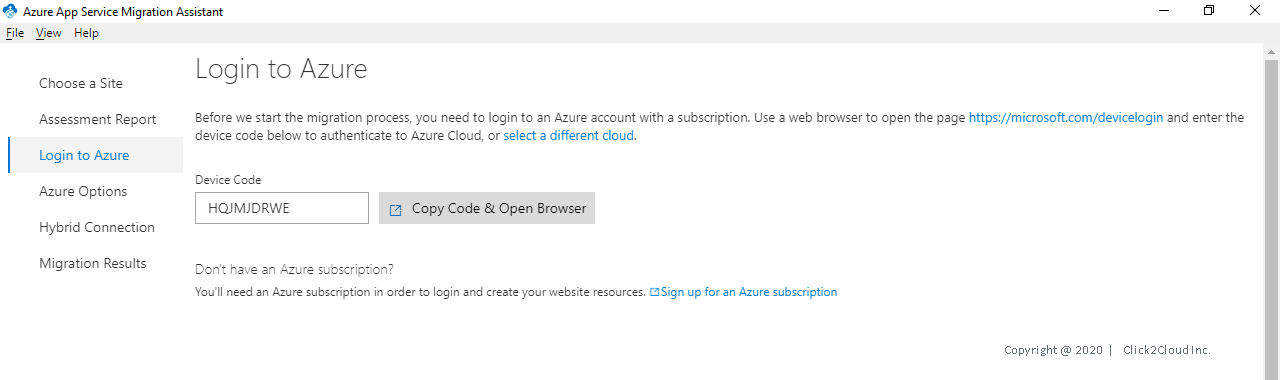 Azure App Service Migration Assistant
File View Help
Choose a Site
Assessment Report
Login to Azure
Azure Options
Hybrid Connection
Migration Results
Login to Azure
Before we start the migration process, you need to login to an Azure account with a subscription. Use a web browser to open the page https://microsoft.com/devicelogin and enter the
device code below to authenticate to Azure Cloud, or select a different cloud.
Device Code
HQJMJDRWE
Copy Code & Open Browser
Don't have an Azure subscription?
You'll need an Azure subscription in order to login and create your website resources. Sign up for an Azure subscription
Copyright @ 2020 | Click2Cloud Inc.